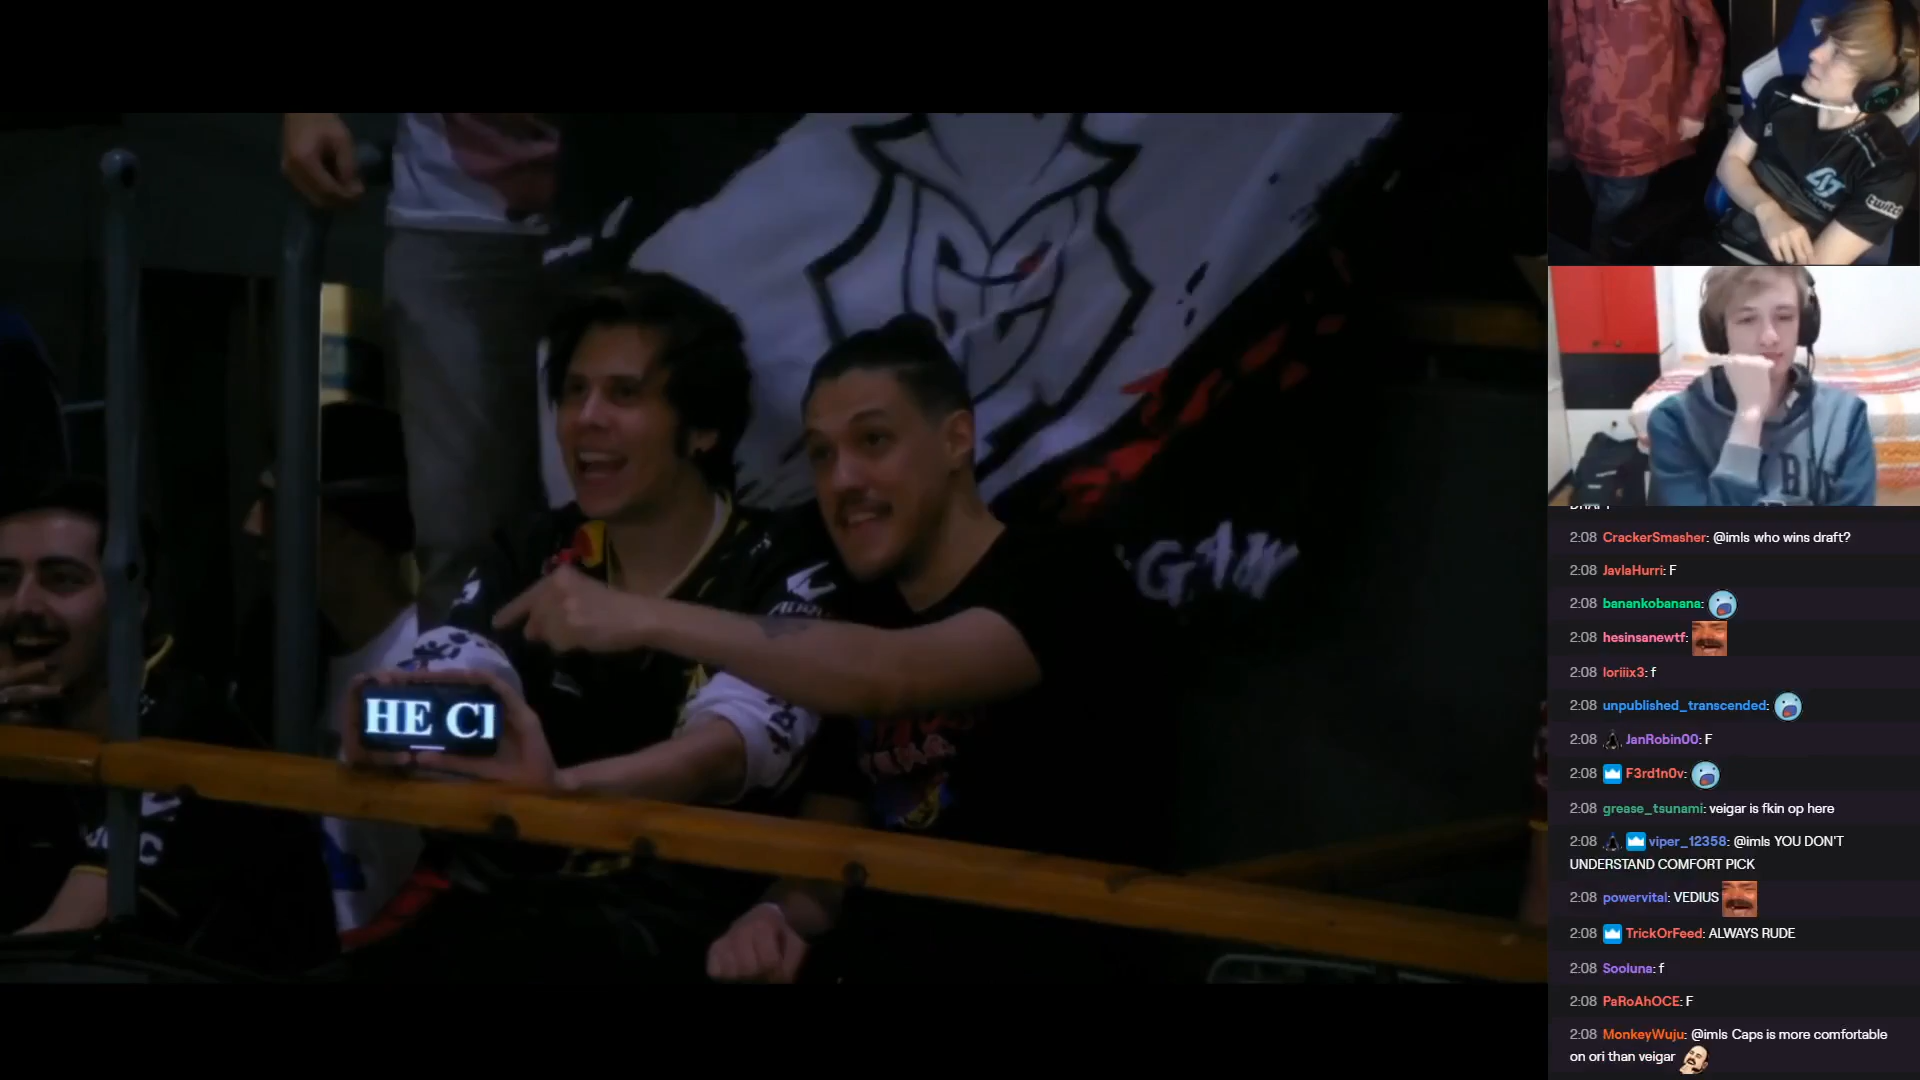 HE CI
twitch
2:08 CrackerSmasher: @imls who wins draft?
2:08 JavlaHurri: F
2:08 banankobanana:
2:08 hesinsanewtf:
2:08 loriiix3: f
2:08 unpublished_transcended:
2:08 JanRobin00: F
2:08 F3rd1n0v:
2:08 grease_tsunami: veigar is fkin op here
2:08 viper_12358: @imls YOU DON'T
UNDERSTAND COMFORT PICK
2:08 powervital: VEDIUS
2:08 TrickOrFeed: ALWAYS RUDE
2:08 Sooluna: f
2:08 PaRoAhOCE: F
2:08 MonkeyWuju: @imls Caps is more comfortable
on ori than veigar